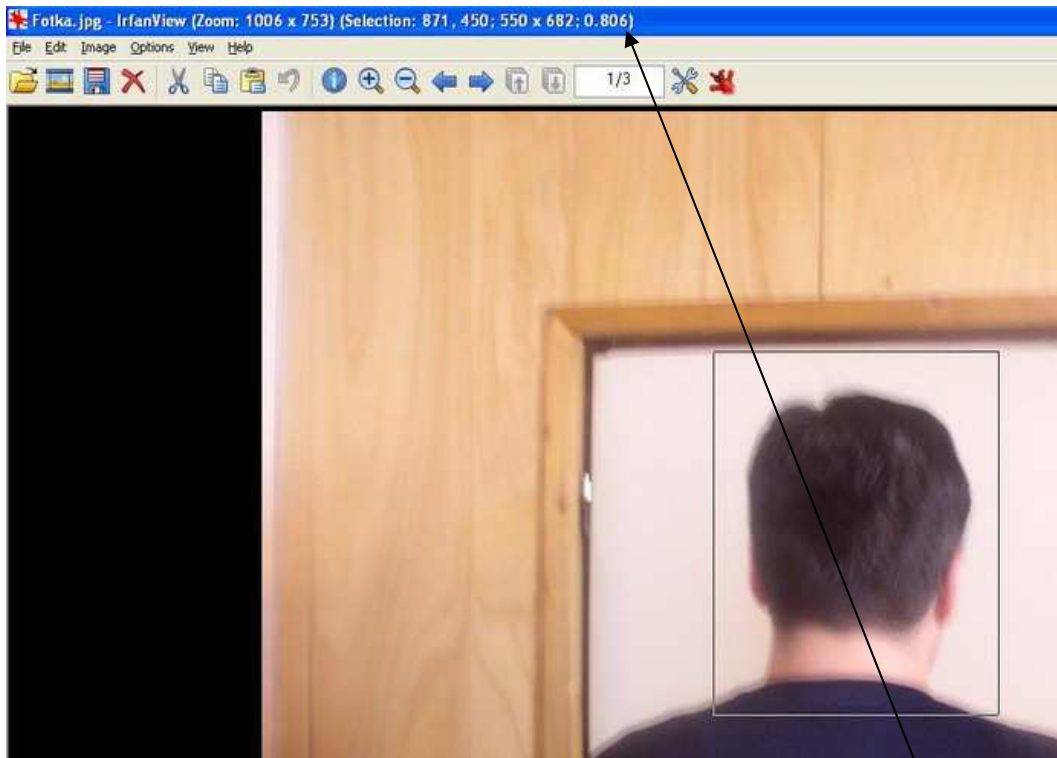 Fotka.jpg - IrfanView (Zoom: 1006 x 753) (Selection: 871, 450; 550 x 682; 0.806)
File Edit Image Options View Help
1/3